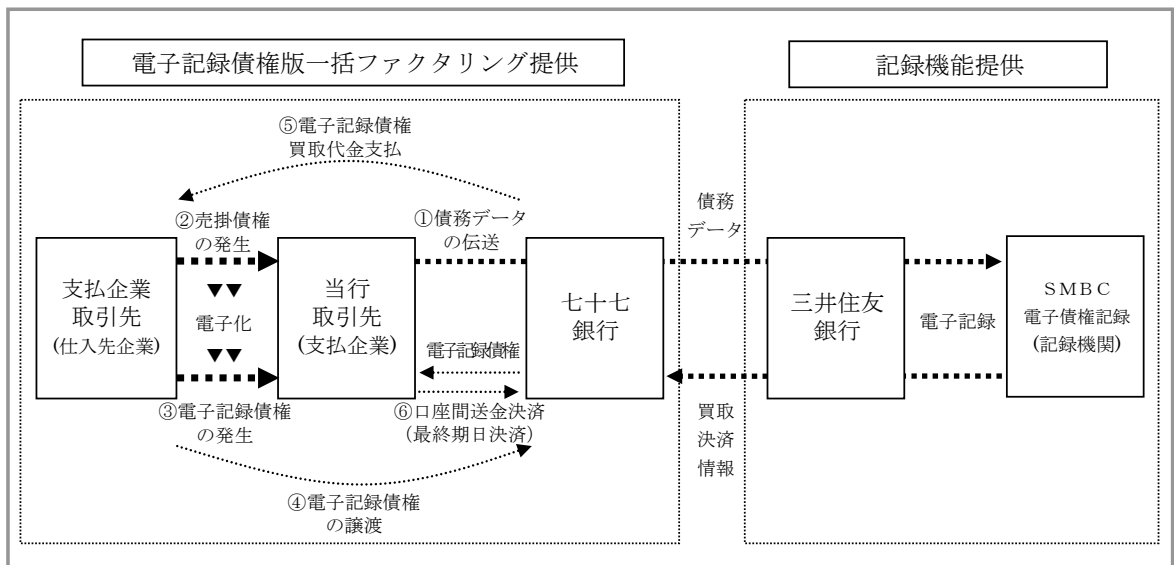 電子記録債権版一括ファクタリング提供
記録機能提供
⑤電子記録債権
買取代金支払
②売掛債権
の発生
①債務データ
の伝送
債務
データ
支払企業
取引先
(仕入先企業)
▼▼
電子化
▼▼
当行
取引先
(支払企業)
七十七
銀行
三井住友
銀行
電子記録
ＳＭＢＣ
電子債権記録
(記録機関)
電子記録債権
③電子記録債権
の発生
⑥口座間送金決済
(最終期日決済)
買取
決済
情報
④電子記録債権
の譲渡